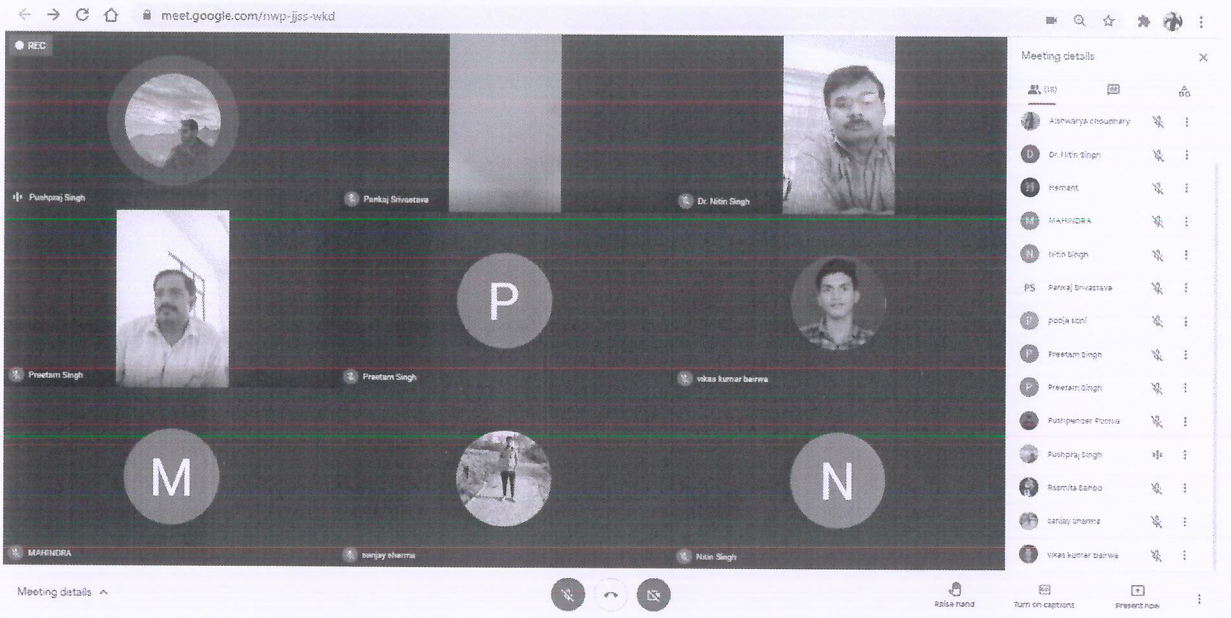 meet.google.com/nwp-jjss-wkd
REC
Pushpraj Singh
Pankaj Srivastava
Dr. Nitin Singh
Preetam Singh
P
Preetam Singh
vikas kumar bairwa
M
MAHINDRA
sanjay sharma
N
Nitin Singh
Meeting details
Aishwarya choudhary
D
Dr. Nitin Singh
H
Hemant
M
MAHINDRA
N
Nitin Singh
PS
Pankaj Srivastava
P
pooja soni
P
Preetam Singh
P
Preetam Singh
Pushpraj Singh
Rasmita
sanjay sharma
vikas kumar bairwa
Meeting details
Raise hand
Turn on captions
Present now